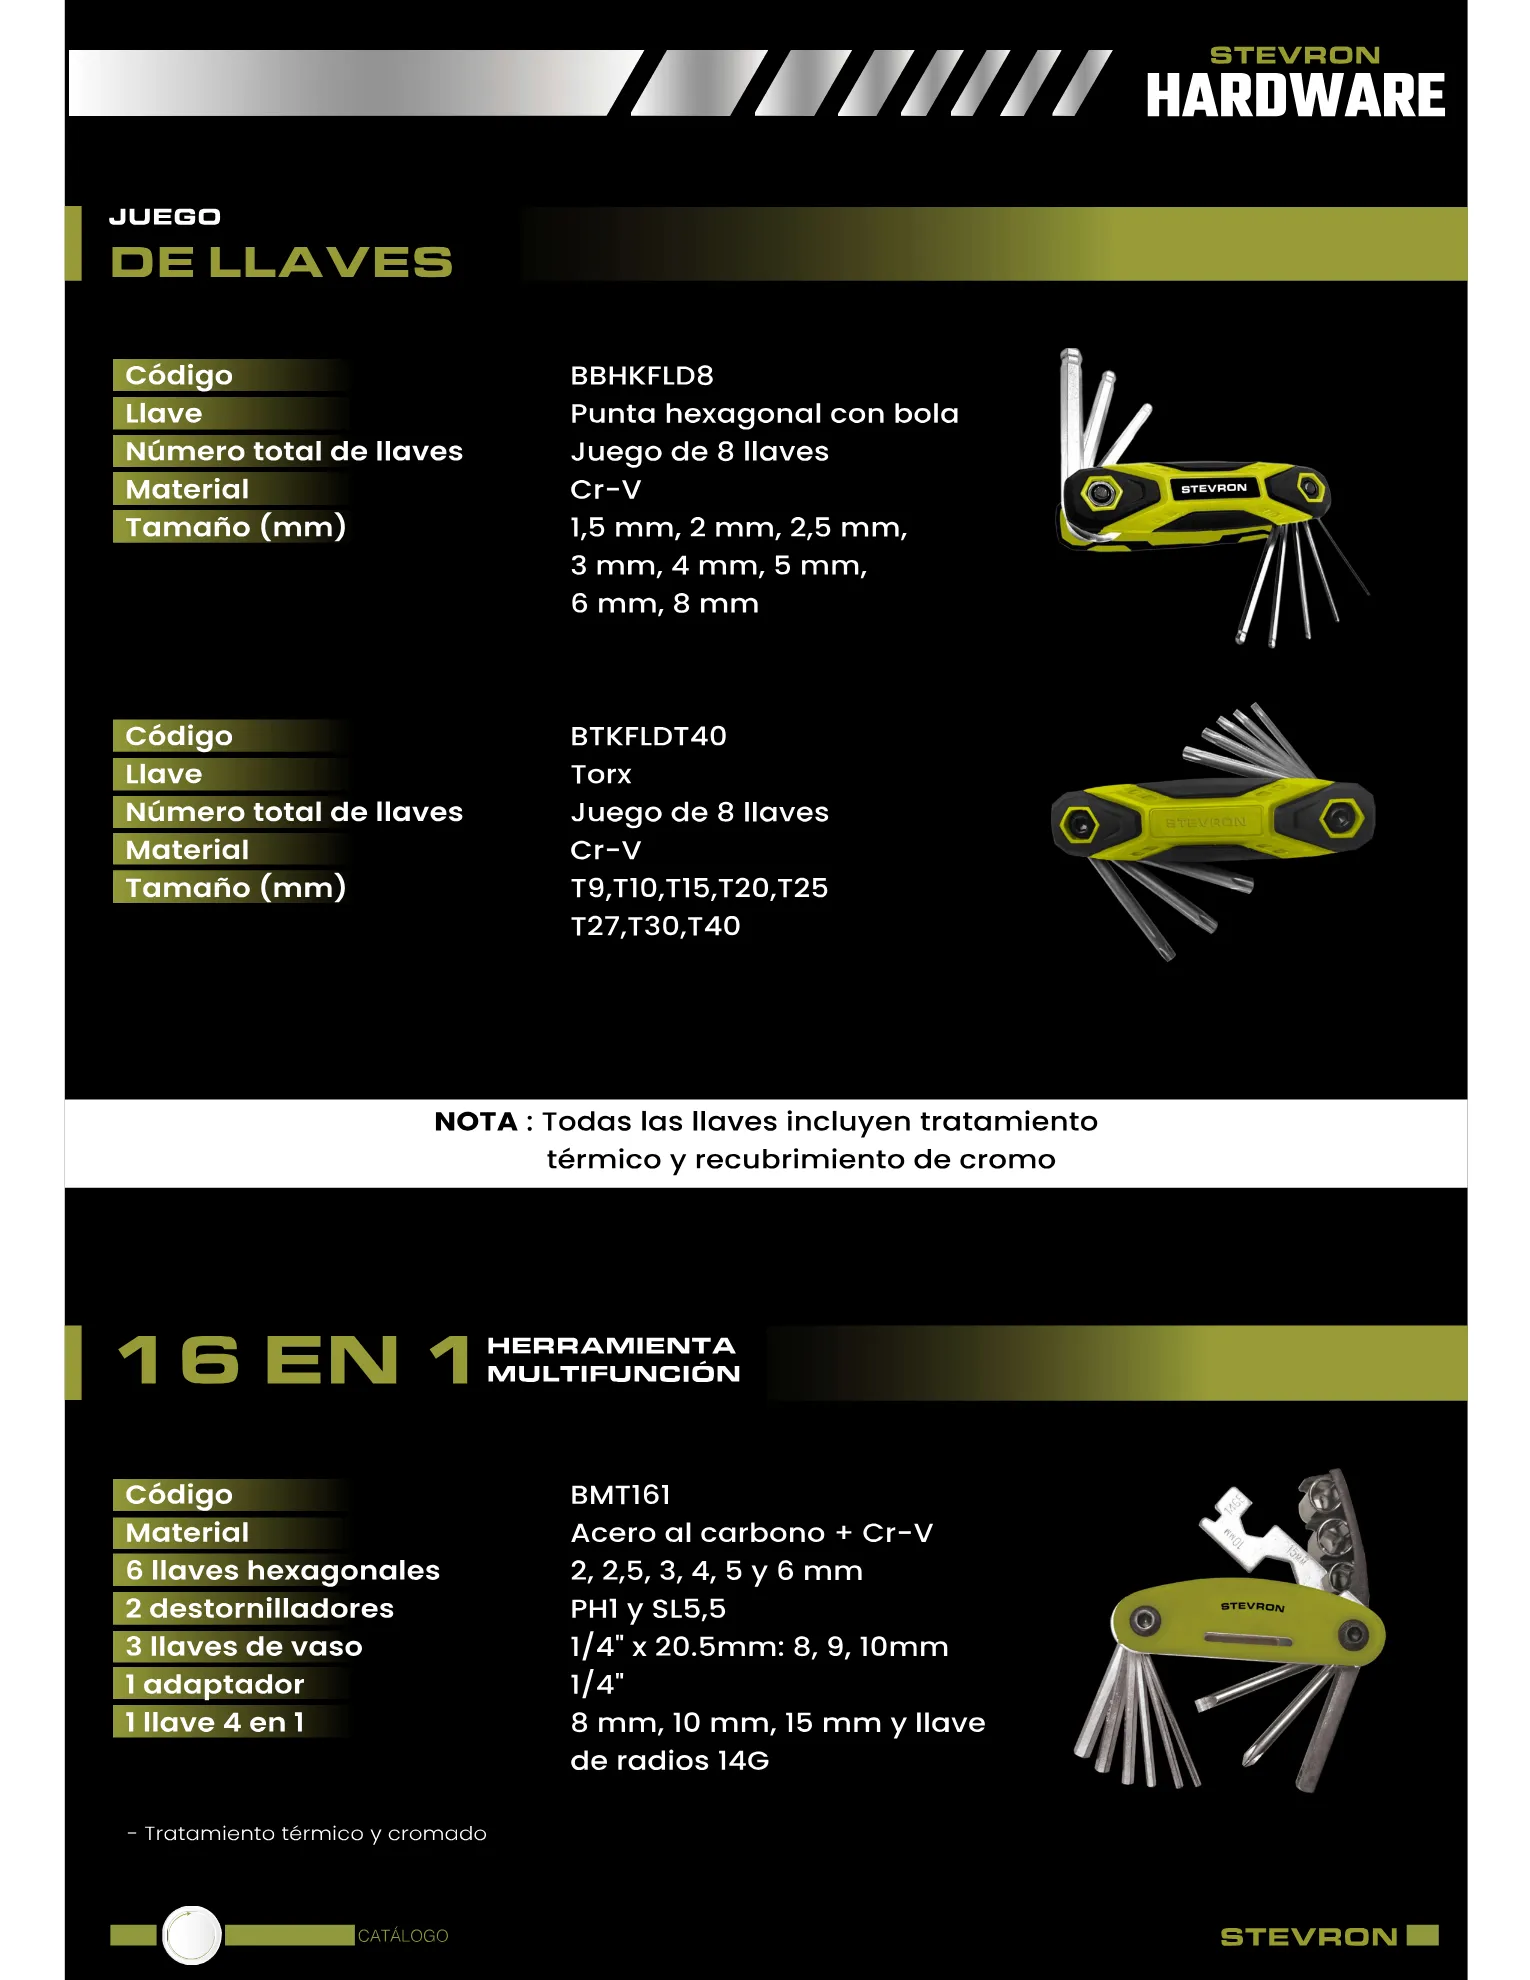 STEVRON
HARDWARE
JUEGO
DE LLAVES
Código BBHKFLD8
Llave Punta hexagonal con bola
Número total de llaves Juego de 8 llaves
Material Cr-V
Tamaño (mm) 1,5 mm, 2 mm, 2,5 mm,
3 mm, 4 mm, 5 mm,
6 mm, 8 mm
STEVRON
Código BTKFLDT40
Llave Torx
Número total de llaves Juego de 8 llaves
Material Cr-V
Tamaño (mm) T9,T10,T15,T20,T25
T27,T30,T40
STEVRON
NOTA : Todas las llaves incluyen tratamiento
térmico y recubrimiento de cromo
16 EN 1 HERRAMIENTA
MULTIFUNCIÓN
Código BMT161
Material Acero al carbono + Cr-V
6 llaves hexagonales 2, 2,5, 3, 4, 5 y 6 mm
2 destornilladores PH1 y SL5,5
3 llaves de vaso 1/4" x 20.5mm: 8, 9, 10mm
1 adaptador 1/4"
1 llave 4 en 1 8 mm, 10 mm, 15 mm y llave
de radios 14G
14GE
10mm
15mm
STEVRON
- Tratamiento térmico y cromado
CATÁLOGO
STEVRON